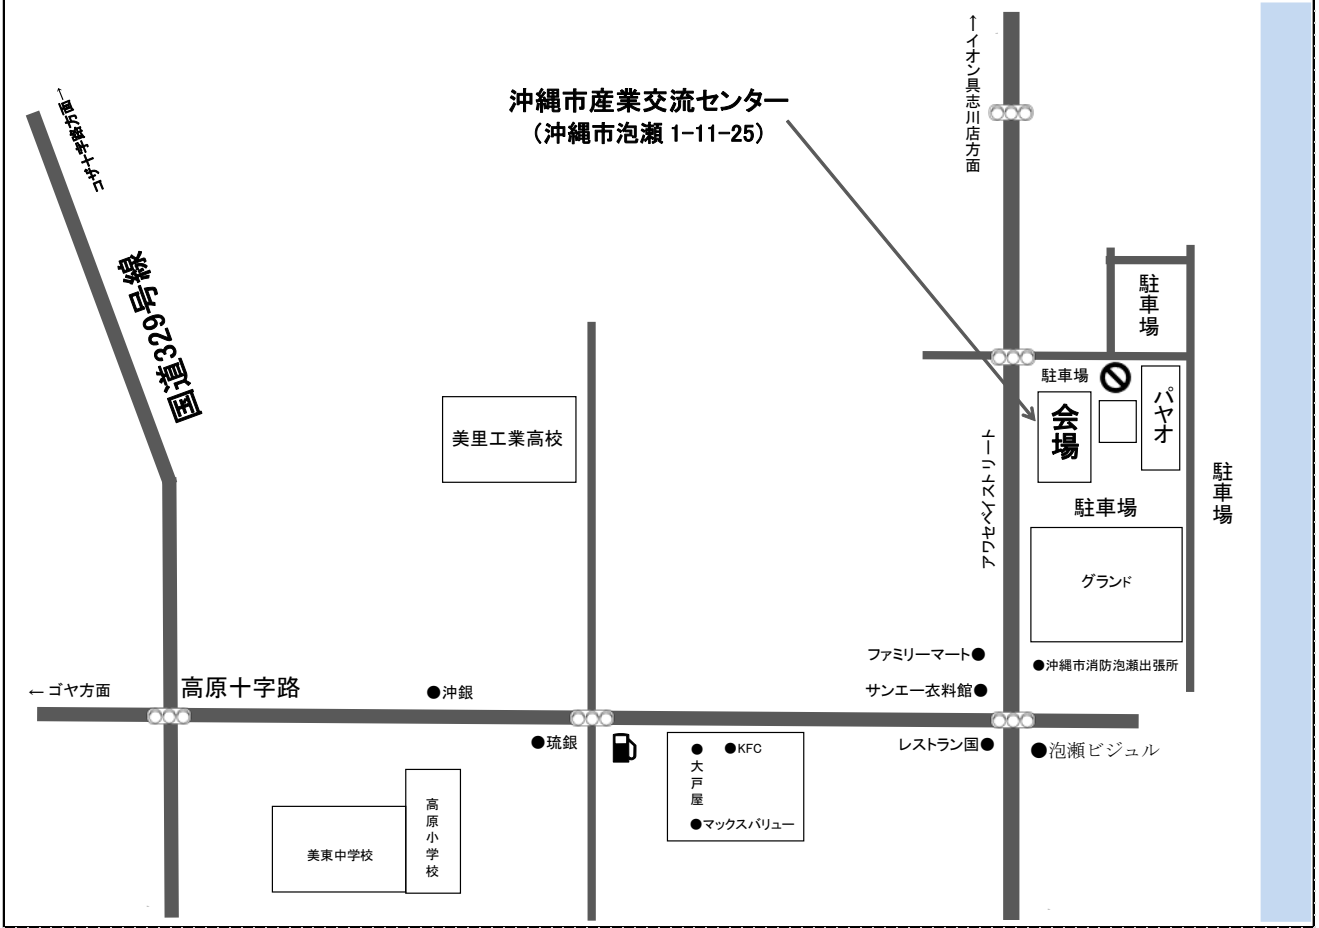 ↑イオン具志川店方面
コザ十字路方面→
沖縄市産業交流センター
（沖縄市泡瀬 1-11-25）
国道329号線
駐車場
駐車場
パヤオ
会場
美里工業高校
アワセベイストリート
駐車場
駐車場
グランド
ファミリーマート●
●沖縄市消防泡瀬出張所
←ゴヤ方面
高原十字路
●沖銀
サンエー衣料館●
●琉銀
レストラン国●
●泡瀬ビジュル
●大戸屋
●KFC
●マックスバリュー
高原小学校
美東中学校